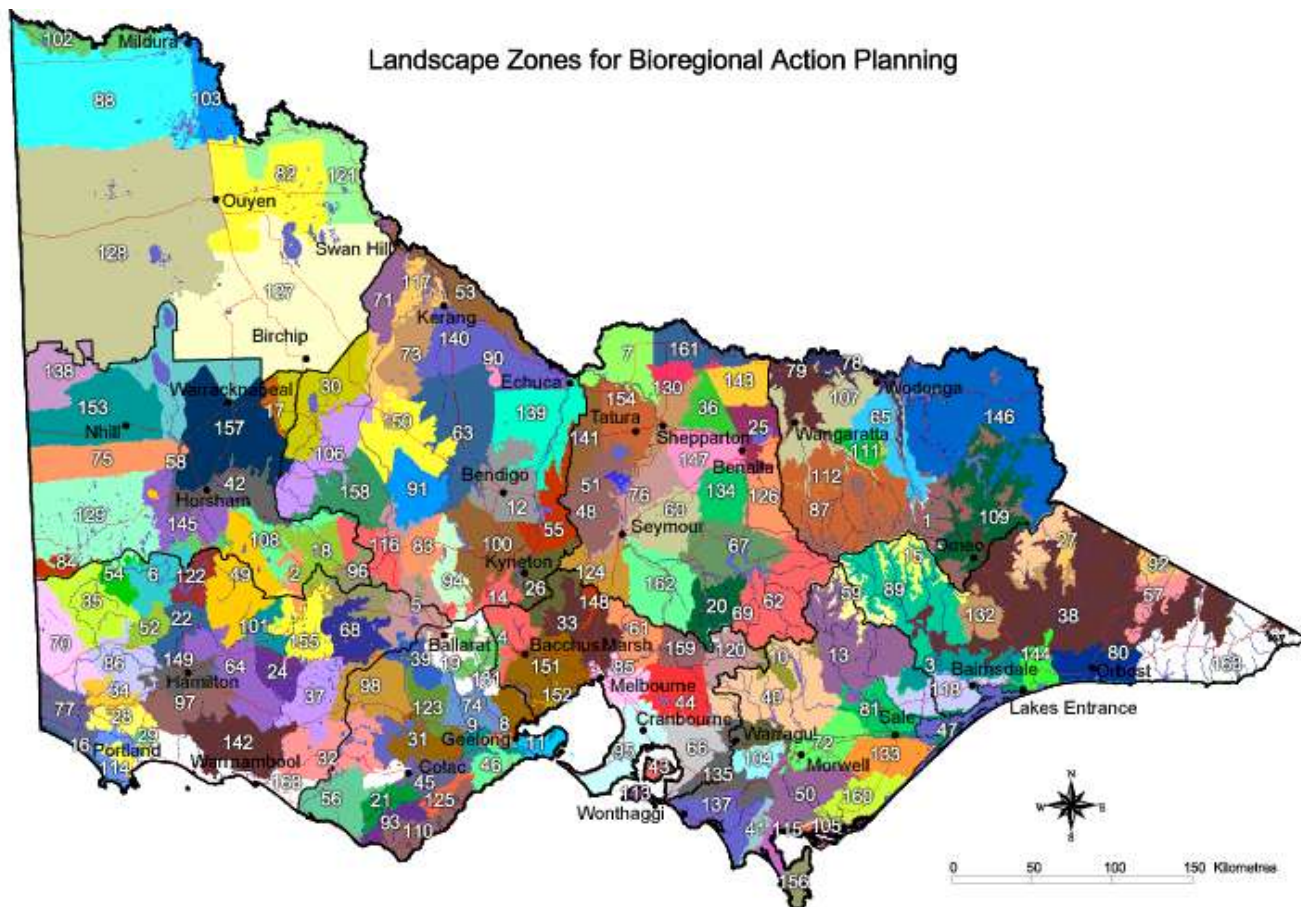 Landscape Zones for Bioregional Action Planning
102 Mildura
88 103
82 121
Ouyen
128
Swan Hill
127 71 117 53
Kerang
Birchip 73 140
90 7 161 79 78
138 30 Echuca 130 143 Wodonga
Warracknabeal 154 107
153 17 139 Tatura 36 65 146
Nhill 157 150 63 141 Shepparton 25 Wangaratta
75 58 106 147 Benalla 111
42 Bendigo 112
Horsham 158 91 51 76 134 126 87
129 145 12 48 60 1 109
108 55 Seymour
18 116 83 100 67 Omeo 27
84 54 6 122 49 2 96 Kyneton 124 162 15 92
35 94 26 59 89
14 148 20 69 62 57
52 22 101 155 68 5 33 61 132 38
70 Ballarat 4 Bacchus Marsh 159 120
86 149 64 39 19 151 85 10 13 3 Bairnsdale 144 80 Orbost
Hamilton 24 98 131 152 Melbourne 44 40 118
34 97 37 123 74 Cranbourne 81 Lakes Entrance
77 28 9 8 Sale 47
29 142 31 Geelong 11 95 66 Warragul 72
16 Portland Warrnambool 32 46 104 133
114 Colac 43 Morwell
45 135
56 21 125 113 50 160
93 110 Wonthaggi 137
41 115 105
156
N
W E
S
0 50 100 150 Kilometres